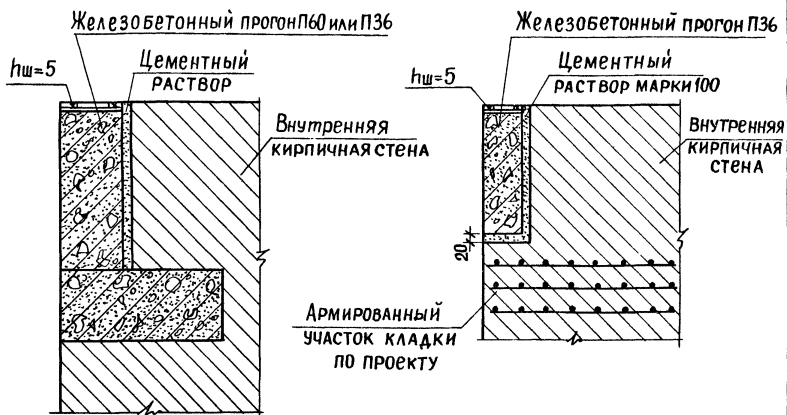 Железобетонный прогон П60 или П36
hш=5
Цементный
раствор
Внутренняя
кирпичная стена
Железобетонный прогон П36
hш=5
Цементный
раствор марки 100
Внутренняя
кирпичная
стена
20
Армированный
участок кладки
по проекту